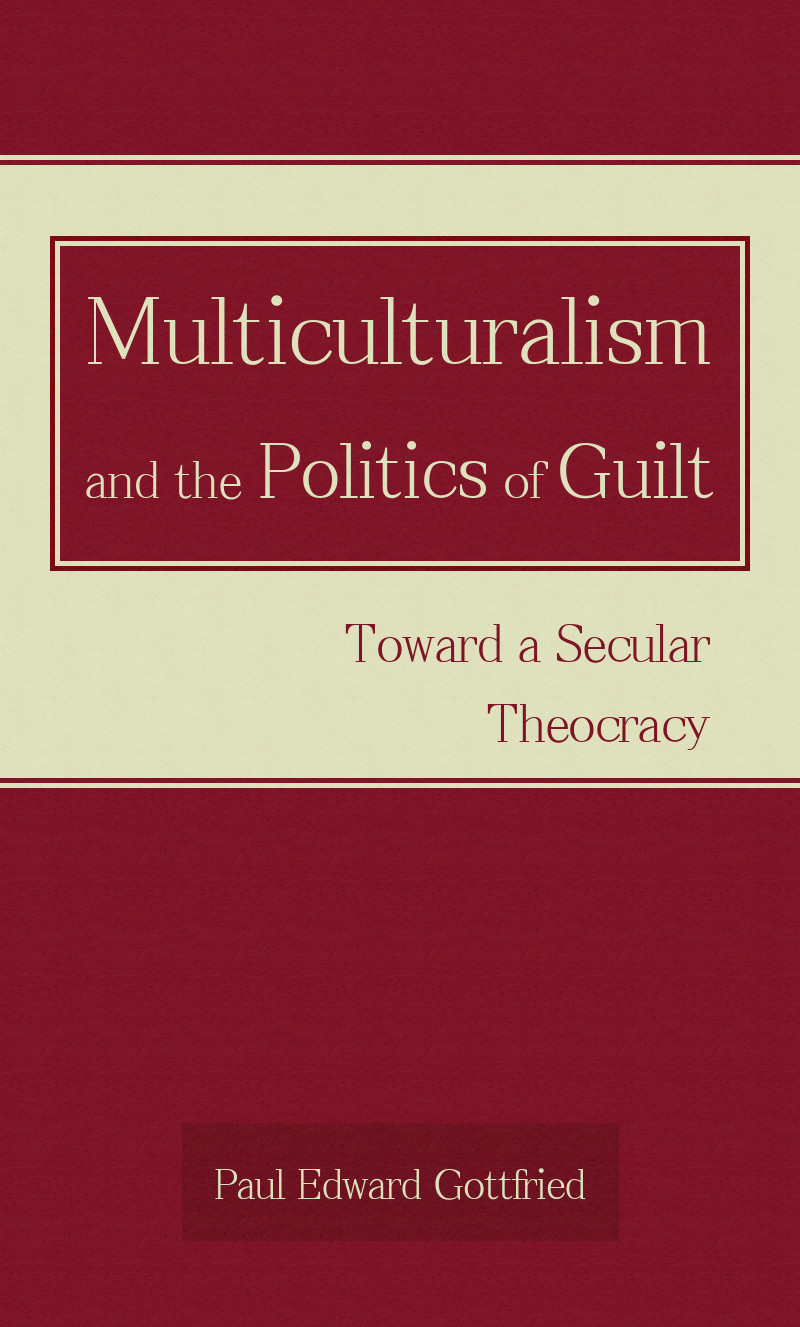 Multiculturalism
and the Politics of Guilt
Toward a Secular
Theocracy
Paul Edward Gottfried